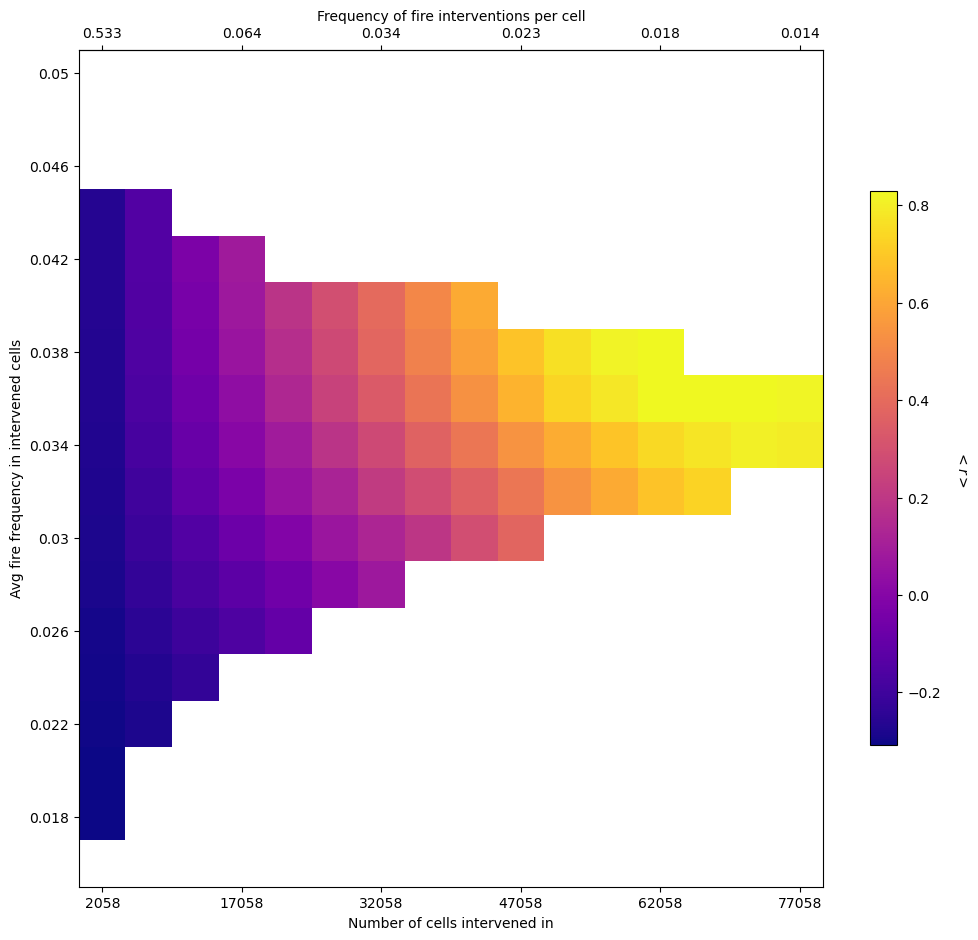 Frequency of fire interventions per cell
0.533 0.064 0.034 0.023 0.018 0.014
0.05
0.046
0.042
0.038
0.034
0.03
0.026
0.022
0.018
Avg fire frequency in intervened cells
2058 17058 32058 47058 62058 77058
Number of cells intervened in
0.8
0.6
0.4
0.2
0.0
−0.2
< r >